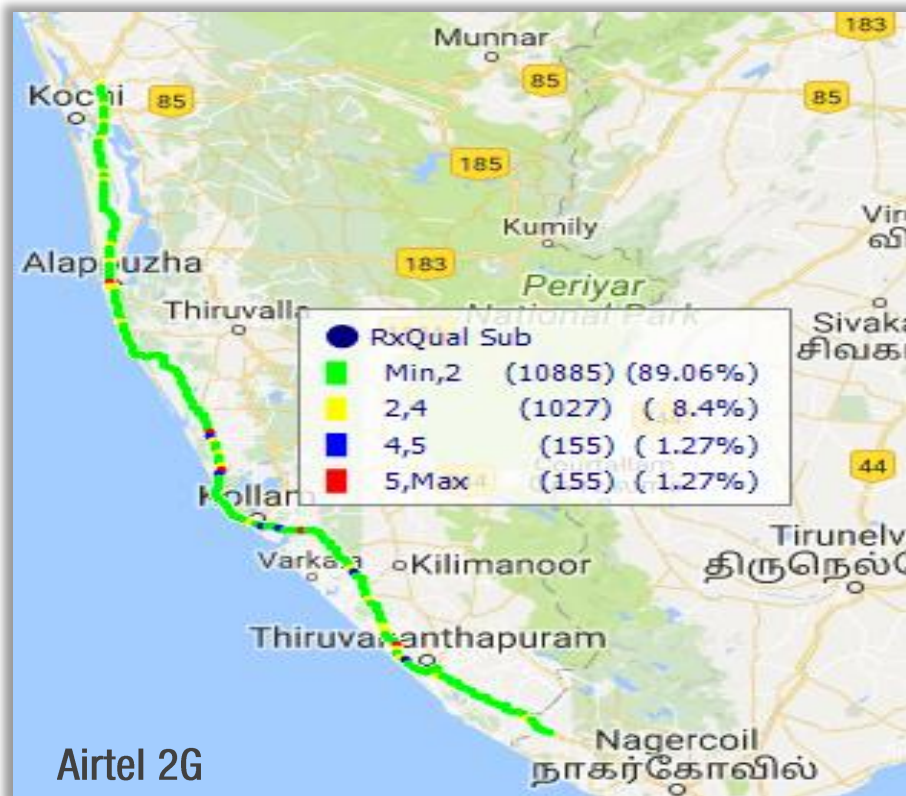 183
Munnar
85
85
Kochi
85
185
Kumily
Viru
வி
Alappuzha
183
Periyar
National Park
Thiruvalla
Sivaka
சிவகா
RxQual Sub
Min,2 (10885) (89.06%)
2,4 (1027) ( 8.4%)
4,5 (155) ( 1.27%)
5,Max (155) ( 1.27%)
44
Kollam
Tirunelv
திருநெல்
Varkala
Kilimanoor
Thiruvananthapuram
Nagercoil
நாகர்கோவில்
Airtel 2G